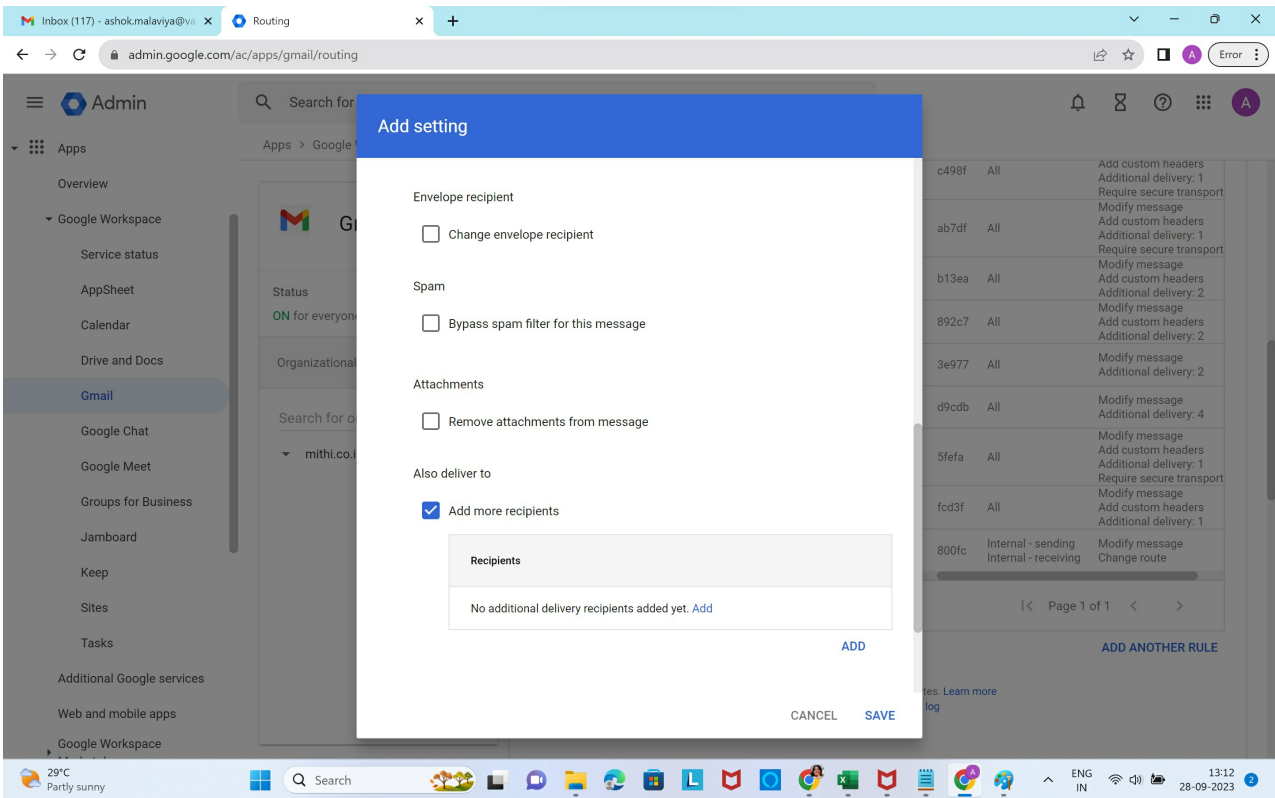 Inbox (117) - ashok.malaviya@va
Routing
admin.google.com/ac/apps/gmail/routing
A
Error
Admin
Search for
A
Apps
Overview
Google Workspace
Service status
AppSheet
Calendar
Drive and Docs
Gmail
Google Chat
Google Meet
Groups for Business
Jamboard
Keep
Sites
Tasks
Additional Google services
Web and mobile apps
Google Workspace
Apps > Google
Status
ON for everyon
Organizational
Search for o
mithi.co.i
Add setting
Envelope recipient
Change envelope recipient
Spam
Bypass spam filter for this message
Attachments
Remove attachments from message
Also deliver to
Add more recipients
Recipients
No additional delivery recipients added yet. Add
ADD
CANCEL SAVE
Add custom headers
c498f All Additional delivery: 1
Require secure transport
Modify message
Add custom headers
ab7df All Additional delivery: 1
Require secure transport
Modify message
b13ea All Add custom headers
Additional delivery: 2
Modify message
892c7 All Add custom headers
Additional delivery: 2
3e977 All Modify message
Additional delivery: 2
d9cdb All Modify message
Additional delivery: 4
Modify message
Add custom headers
5fefa All Additional delivery: 1
Require secure transport
Modify message
fcd3f All Add custom headers
Additional delivery: 1
800fc Internal - sending Modify message
Internal - receiving Change route
Page 1 of 1
ADD ANOTHER RULE
tes. Learn more
log
29°C
Partly sunny
Search
L
A
ENG
IN
13:12
28-09-2023
2